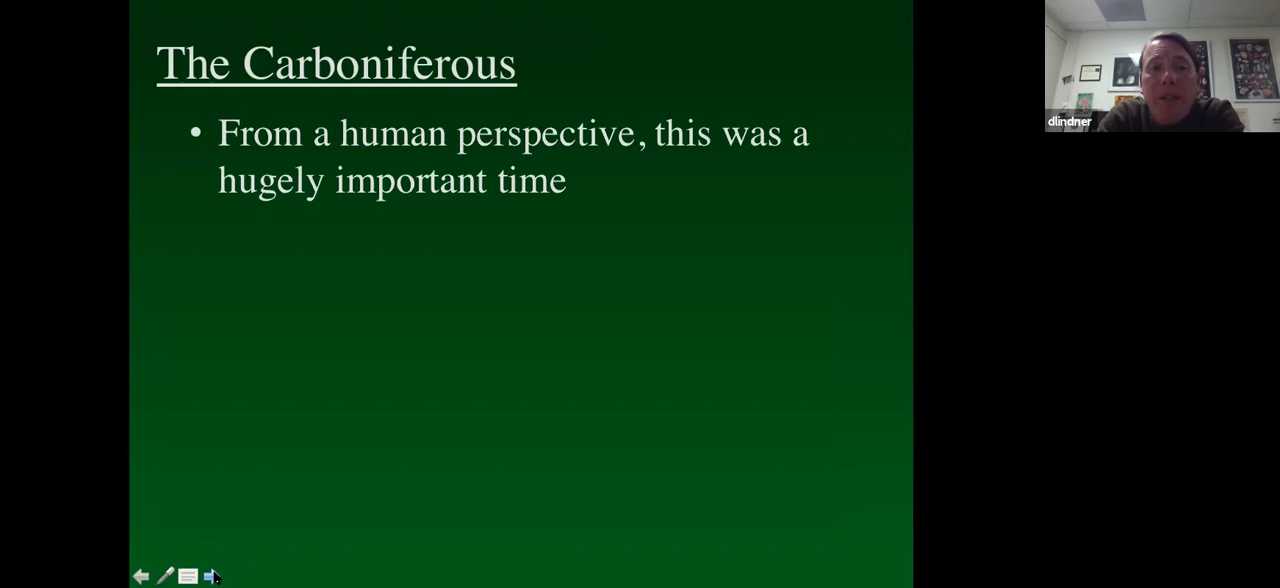 The Carboniferous
• From a human perspective, this was a
hugely important time
dlindner